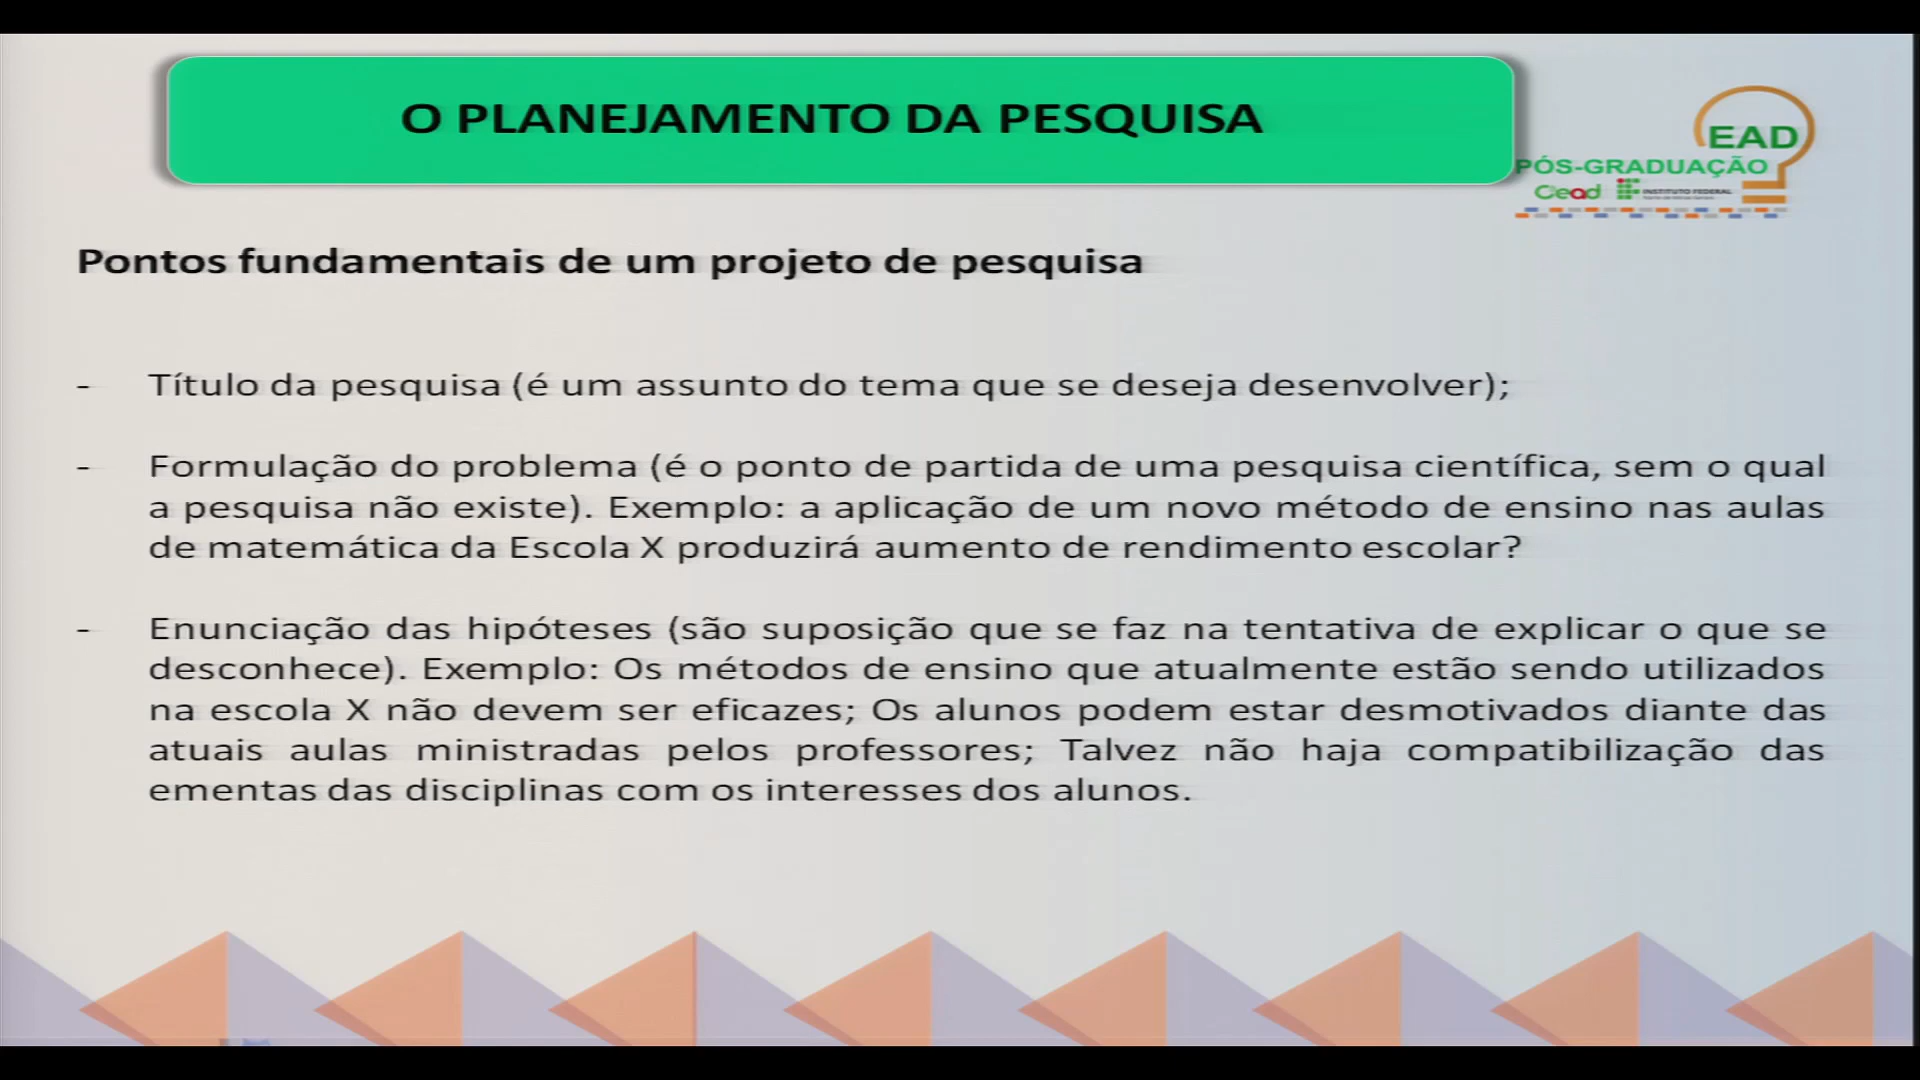 O PLANEJAMENTO DA PESQUISA
EAD
PÓS-GRADUAÇÃO
Cead INSTITUTO FEDERAL
Pontos fundamentais de um projeto de pesquisa
- Título da pesquisa (é um assunto do tema que se deseja desenvolver);
- Formulação do problema (é o ponto de partida de uma pesquisa científica, sem o qual
a pesquisa não existe). Exemplo: a aplicação de um novo método de ensino nas aulas
de matemática da Escola X produzirá aumento de rendimento escolar?
- Enunciação das hipóteses (são suposição que se faz na tentativa de explicar o que se
desconhece). Exemplo: Os métodos de ensino que atualmente estão sendo utilizados
na escola X não devem ser eficazes; Os alunos podem estar desmotivados diante das
atuais aulas ministradas pelos professores; Talvez não haja compatibilização das
ementas das disciplinas com os interesses dos alunos.